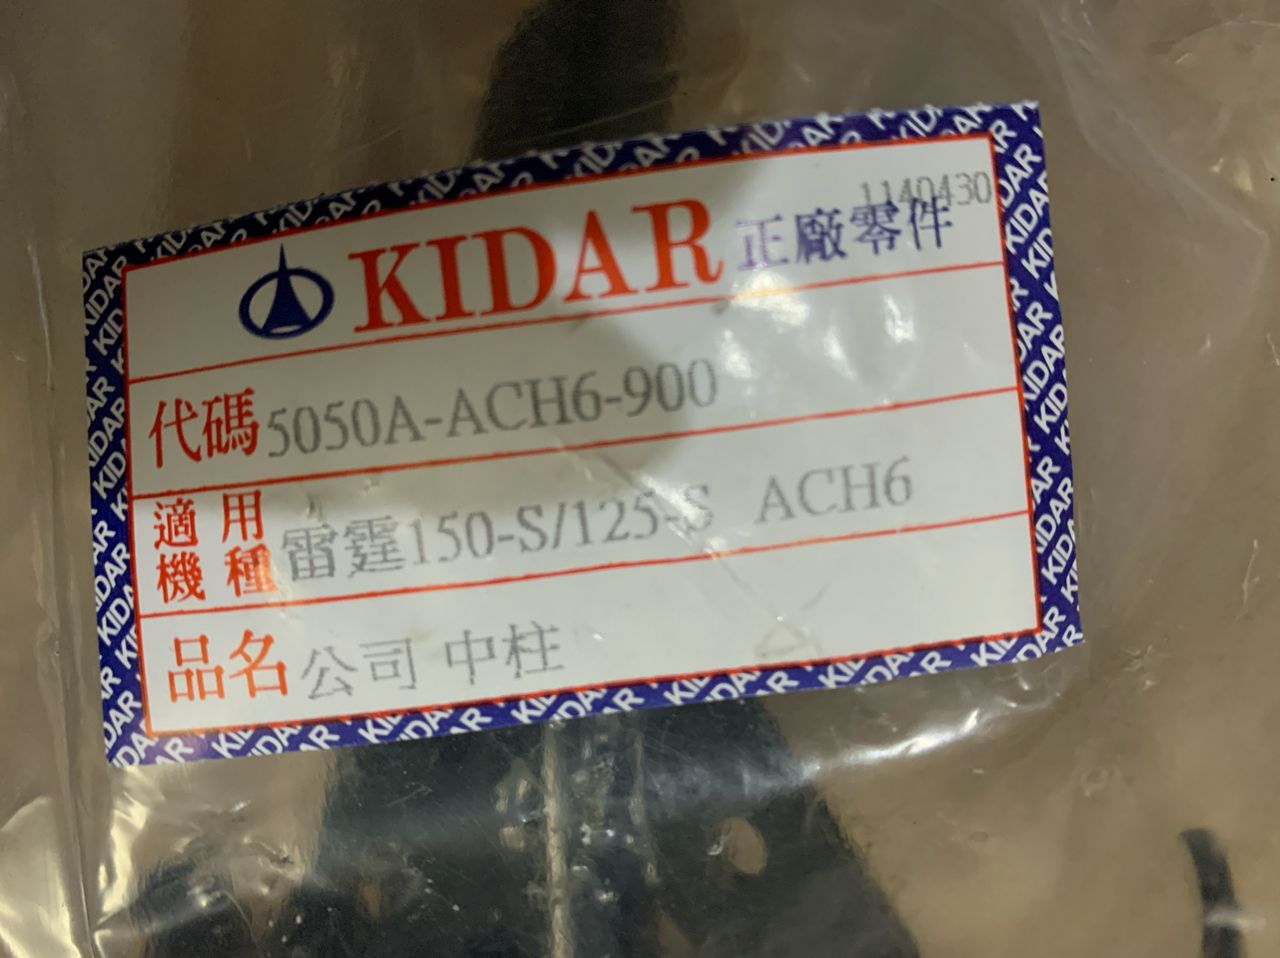 1140430
KIDAR 正廠零件
代碼 5050A-ACH6-900
適用機種 雷霆150-S/125-S ACH6
品名 公司 中柱